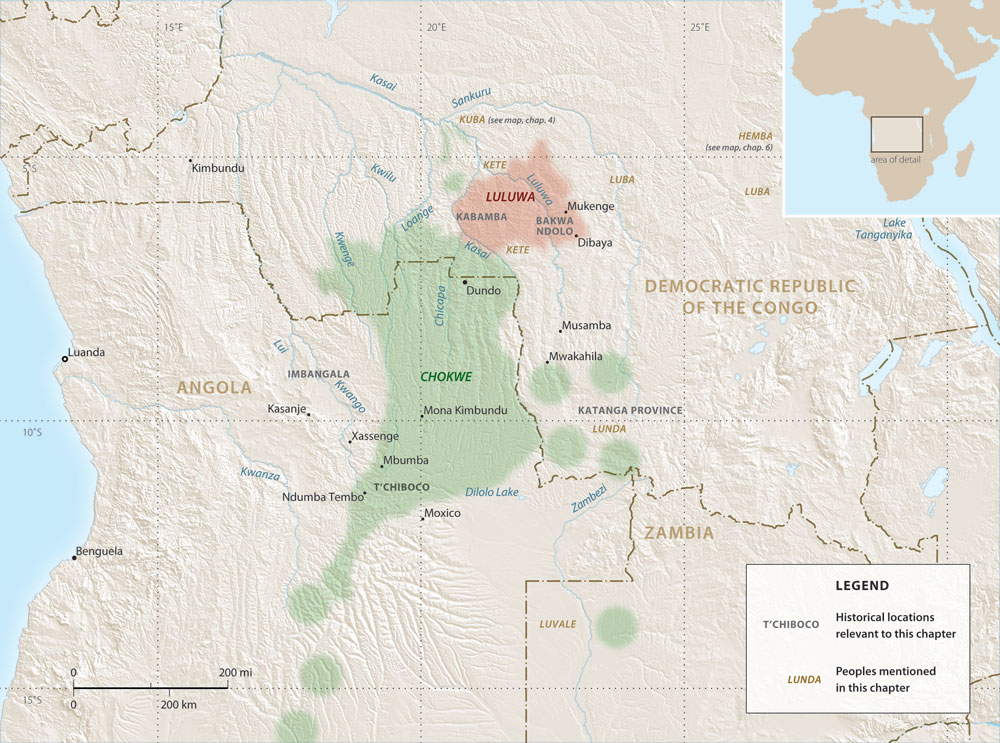 15°E
20°E
25°E
Kasai
Sankuru
KUBA (see map, chap. 4)
HEMBA
(see map, chap. 6)
area of detail
5°S
Kimbundu
Kwilu
KETE
Luluwa
LUBA
LUBA
LULUWA
Mukenge
Loange
KABAMBA
BAKWA
NDOLO
Dibaya
Lake
Tanganyika
Kwenge
Kasai
KETE
Dundo
DEMOCRATIC REPUBLIC
OF THE CONGO
Chicapa
Musamba
Luanda
Lui
Mwakahila
IMBANGALA
CHOKWE
ANGOLA
Kwango
Kasanje
Mona Kimbundu
KATANGA PROVINCE
LUNDA
10°S
Xassenge
Mbumba
Kwanza
T'CHIBOCO
Ndumba Tembo
Dilolo Lake
Zambezi
Moxico
ZAMBIA
Benguela
LEGEND
T'CHIBOCO
Historical locations
relevant to this chapter
LUVALE
LUNDA
Peoples mentioned
in this chapter
0
200 mi
0
200 km
15°S